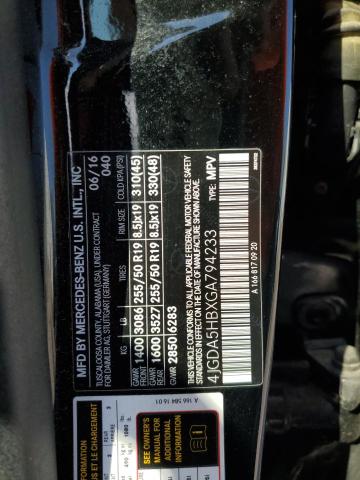 MFD BY MERCEDES-BENZ U.S. INTL., INC
TUSCALOOSA COUNTY, ALABAMA (USA), UNDER LICENSE
FOR DAIMLER AG, STUTTGART (GERMANY)
06/16
040
KG LB TIRES RIM SIZE COLD KPA(PSI)
GAWR FRONT 1400 3086 255/50 R19 8.5Jx19 310(45)
GAWR 1600 3527 255/50 R19 8.5Jx19 330(48)
GVWR 2850 6283
THIS VEHICLE CONFORMS TO ALL APPLICABLE FEDERAL MOTOR VEHICLE SAFETY
STANDARDS IN EFFECT ON THE DATE OF MANUFACTURE SHOWN ABOVE.
4JGDA5HBXGA794233 TYPE: MPV
A 166 817 09 20
A 166 584 16 01
SEE OWNER'S
MANUAL FOR
ADDITIONAL
INFORMATION